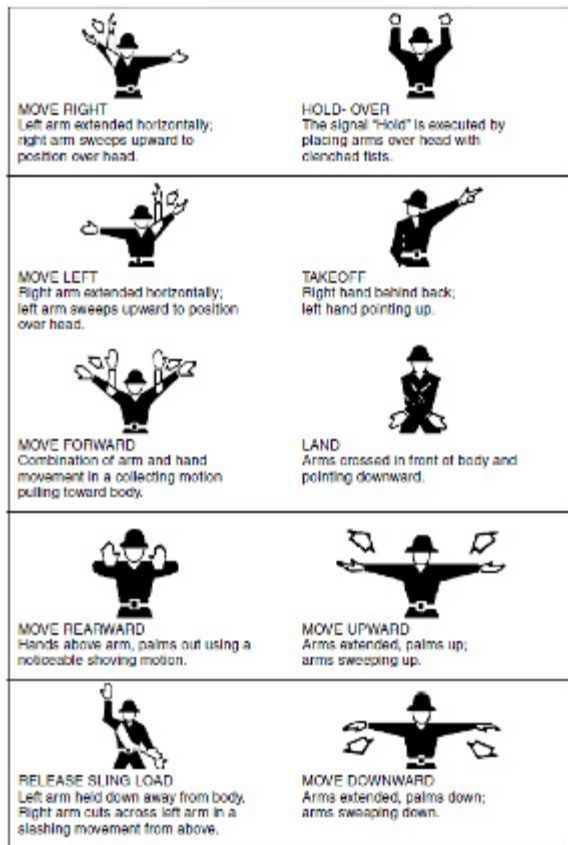 MOVE RIGHT
Left arm extended horizontally;
right arm sweeps upward to
position over head.
HOLD- OVER
The signal "Hold" is executed by
placing arms over head with
clenched fists.
MOVE LEFT
Right arm extended horizontally;
left arm sweeps upward to position
over head.
TAKEOFF
Right hand behind back;
left hand pointing up.
MOVE FORWARD
Combination of arm and hand
movement in a collecting motion
pulling toward body.
LAND
Arms crossed in front of body and
pointing downward.
MOVE REARWARD
Hands above arm, palms out using a
noticeable shoving motion.
MOVE UPWARD
Arms extended, palms up;
arms sweeping up.
RELEASE SLING LOAD
Left arm held down away from body.
Right arm cuts across left arm in a
slashing movement from above.
MOVE DOWNWARD
Arms extended, palms down;
arms sweeping down.